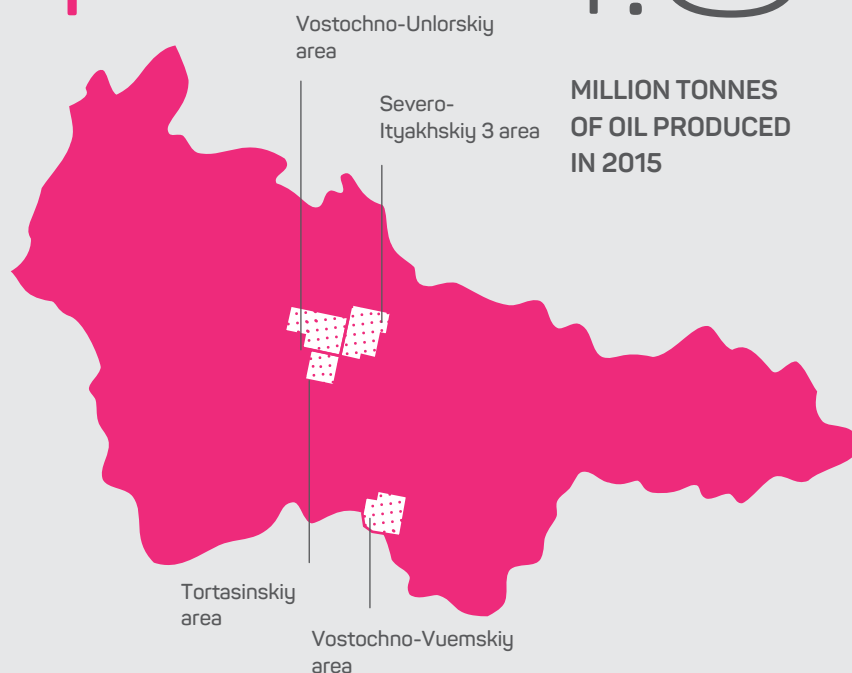 Vostochno-Unlorskiy
area
Severo-
Ityakhskiy 3 area
MILLION TONNES
OF OIL PRODUCED
IN 2015
Tortasinskiy
area
Vostochno-Vuemskiy
area